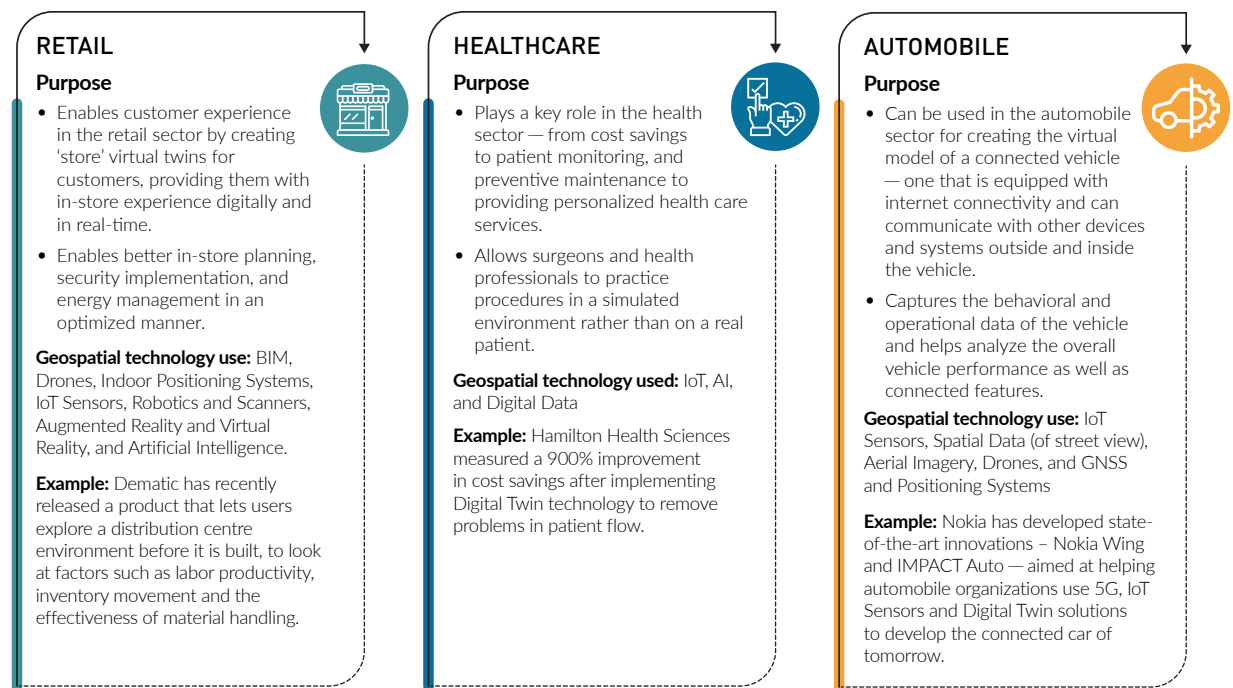 RETAIL
Purpose
• Enables customer experience
in the retail sector by creating
‘store’ virtual twins for
customers, providing them with
in-store experience digitally and
in real-time.
• Enables better in-store planning,
security implementation, and
energy management in an
optimized manner.
Geospatial technology use: BIM,
Drones, Indoor Positioning Systems,
IoT Sensors, Robotics and Scanners,
Augmented Reality and Virtual
Reality, and Artificial Intelligence.
Example: Dematic has recently
released a product that lets users
explore a distribution centre
environment before it is built, to look
at factors such as labor productivity,
inventory movement and the
effectiveness of material handling.
HEALTHCARE
Purpose
• Plays a key role in the health
sector — from cost savings
to patient monitoring, and
preventive maintenance to
providing personalized health care
services.
• Allows surgeons and health
professionals to practice
procedures in a simulated
environment rather than on a real
patient.
Geospatial technology used: IoT, AI,
and Digital Data
Example: Hamilton Health Sciences
measured a 900% improvement
in cost savings after implementing
Digital Twin technology to remove
problems in patient flow.
AUTOMOBILE
Purpose
• Can be used in the automobile
sector for creating the virtual
model of a connected vehicle
— one that is equipped with
internet connectivity and can
communicate with other devices
and systems outside and inside
the vehicle.
• Captures the behavioral and
operational data of the vehicle
and helps analyze the overall
vehicle performance as well as
connected features.
Geospatial technology use: IoT
Sensors, Spatial Data (of street view),
Aerial Imagery, Drones, and GNSS
and Positioning Systems
Example: Nokia has developed state-
of-the-art innovations – Nokia Wing
and IMPACT Auto — aimed at helping
automobile organizations use 5G, IoT
Sensors and Digital Twin solutions
to develop the connected car of
tomorrow.